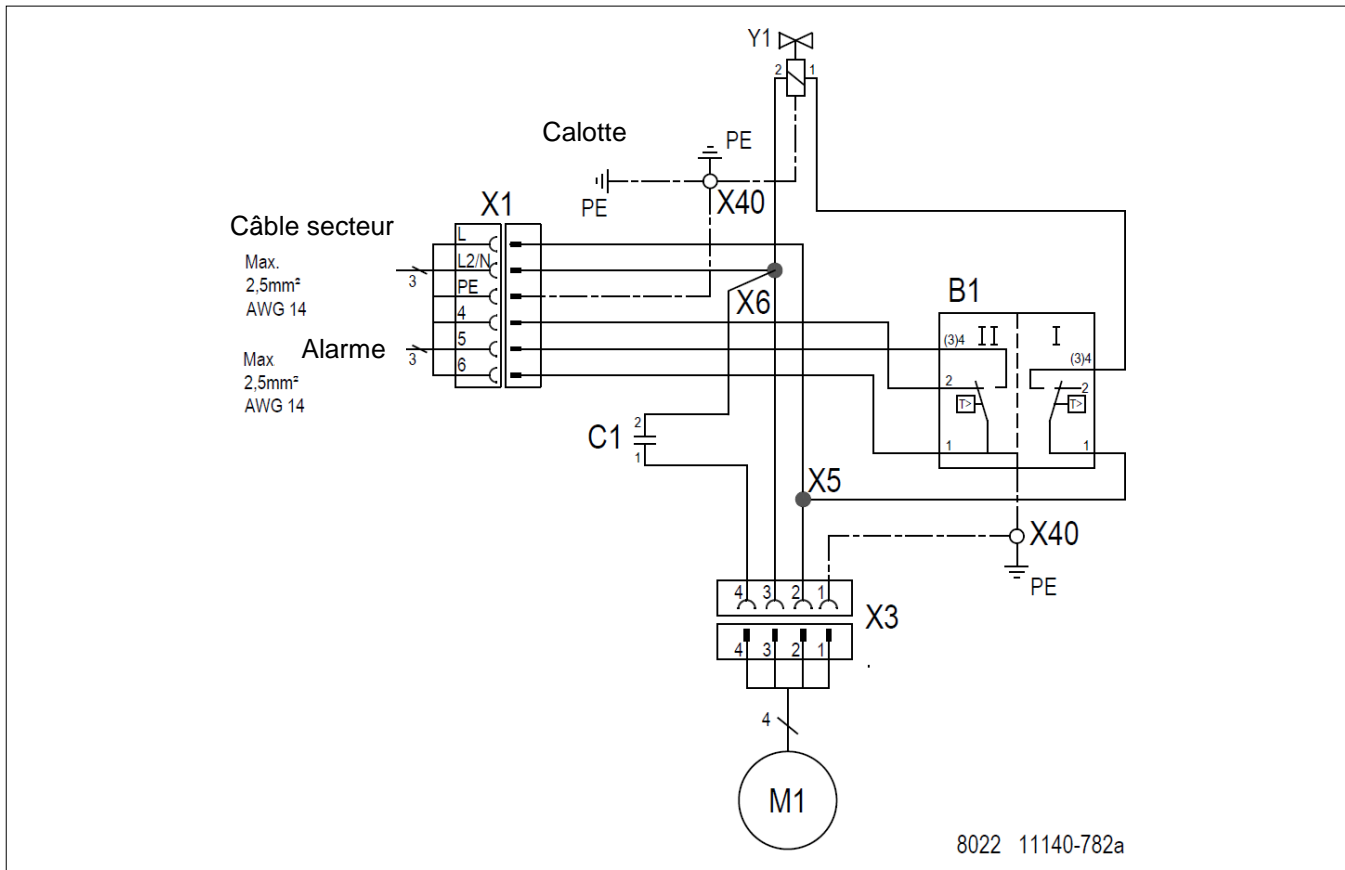 Y1
2 1
Calotte
PE
PE
X40
X1
Câble secteur
Max.
2,5mm²
AWG 14
3
L
L2/N
PE
4
5
6
Alarme
Max
2,5mm²
AWG 14
3
X6
B1
(3)4
II
I
(3)4
2
T>
T>
2
1
1
C1
2
1
X5
X40
PE
4 3 2 1
X3
4 3 2 1
4
M1
8022 11140-782a